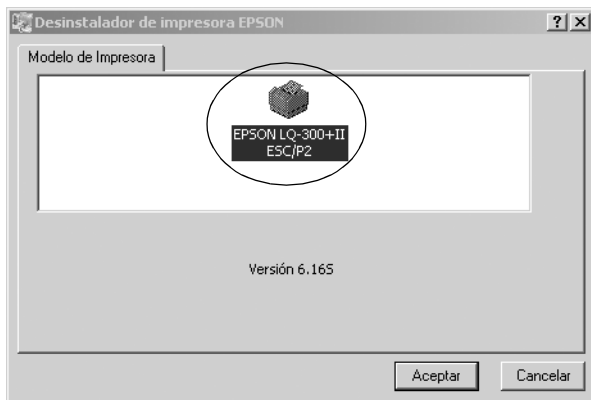 Desinstalador de impresora EPSON
Modelo de Impresora
EPSON LQ-300+II
ESC/P2
Versión 6.16S
Aceptar
Cancelar